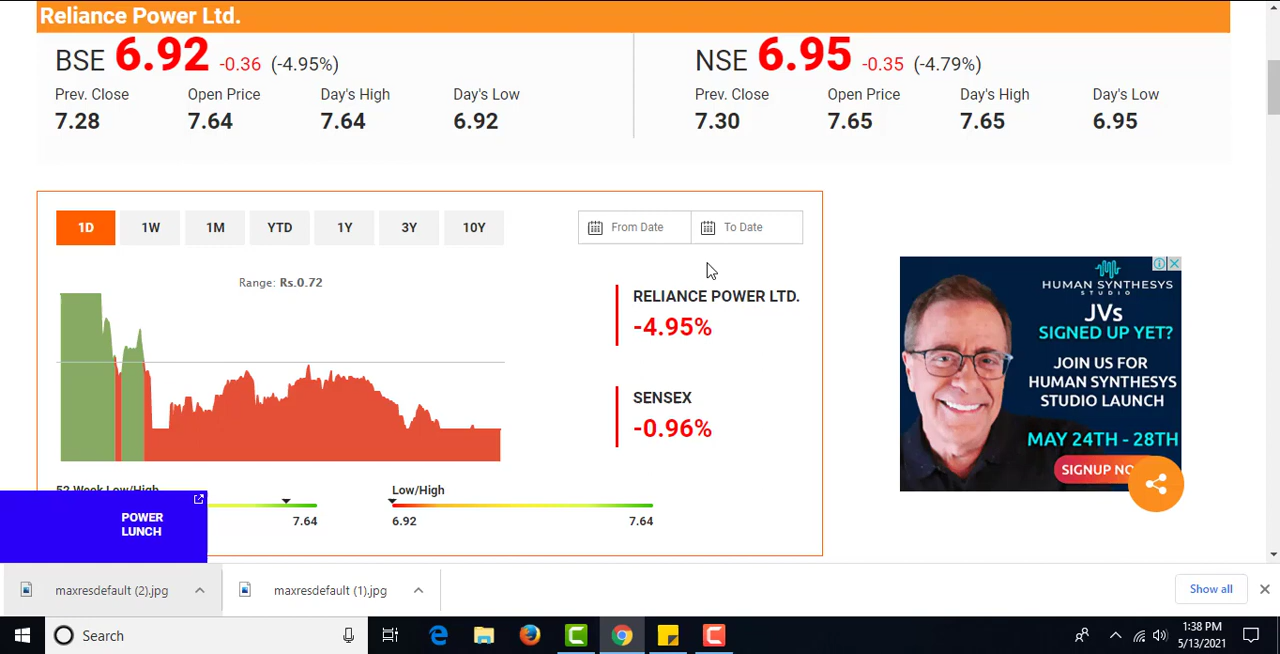 Reliance Power Ltd.
BSE 6.92 -0.36 (-4.95%)
Prev. Close Open Price Day's High Day's Low
7.28 7.64 7.64 6.92
NSE 6.95 -0.35 (-4.79%)
Prev. Close Open Price Day's High Day's Low
7.30 7.65 7.65 6.95
1D 1W 1M YTD 1Y 3Y 10Y
From Date To Date
Range: Rs.0.72
RELIANCE POWER LTD.
-4.95%
SENSEX
-0.96%
52 Week Low/High
7.64
Low/High
6.92 7.64
POWER
LUNCH
HUMAN SYNTHESYS
STUDIO
JVs
SIGNED UP YET?
JOIN US FOR
HUMAN SYNTHESYS
STUDIO LAUNCH
MAY 24TH - 28TH
SIGNUP NO
maxresdefault (2).jpg maxresdefault (1).jpg Show all
Search
1:38 PM
5/13/2021